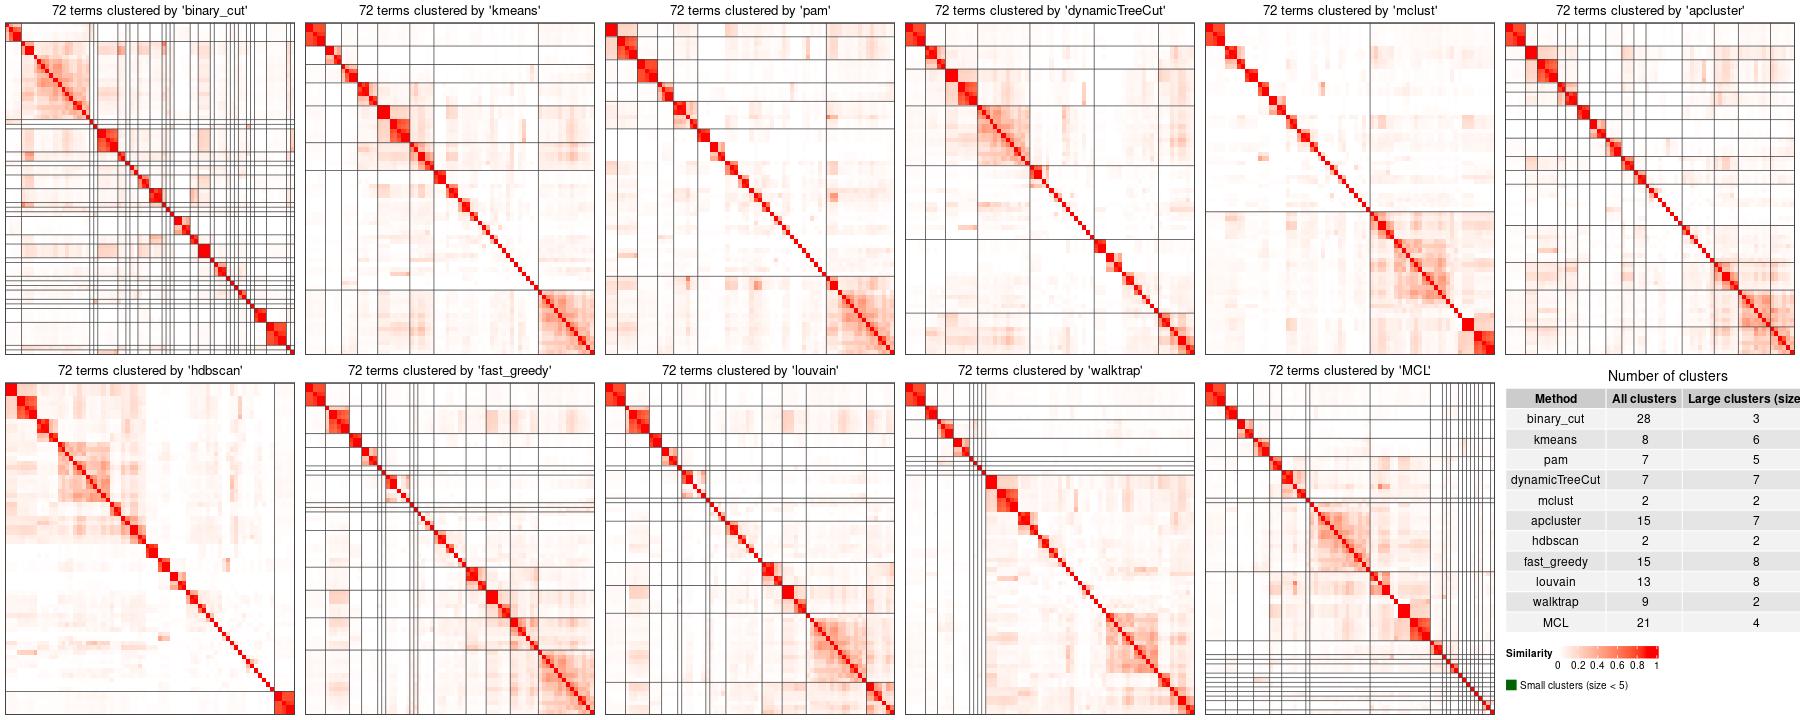 72 terms clustered by 'binary_cut'
72 terms clustered by 'kmeans'
72 terms clustered by 'pam'
72 terms clustered by 'dynamicTreeCut'
72 terms clustered by 'mclust'
72 terms clustered by 'apcluster'
72 terms clustered by 'hdbscan'
72 terms clustered by 'fast_greedy'
72 terms clustered by 'louvain'
72 terms clustered by 'walktrap'
72 terms clustered by 'MCL'
Number of clusters
Method All clusters Large clusters (size
binary_cut 28 3
kmeans 8 6
pam 7 5
dynamicTreeCut 7 7
mclust 2 2
apcluster 15 7
hdbscan 2 2
fast_greedy 15 8
louvain 13 8
walktrap 9 2
MCL 21 4
Similarity
0 0.2 0.4 0.6 0.8 1
Small clusters (size < 5)